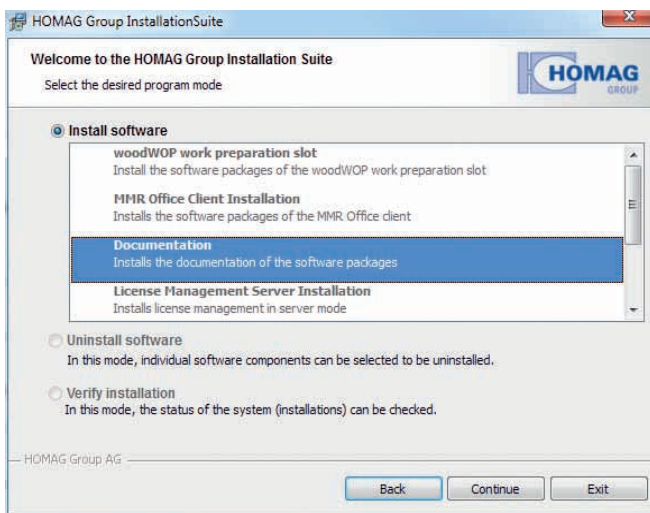 HOMAG Group InstallationSuite
Welcome to the HOMAG Group Installation Suite
Select the desired program mode
HOMAG
GROUP
Install software
woodWOP work preparation slot
Install the software packages of the woodWOP work preparation slot
MMR Office Client Installation
Installs the software packages of the MMR Office client
Documentation
Installs the documentation of the software packages
License Management Server Installation
Installs license management in server mode
Uninstall software
In this mode, individual software components can be selected to be uninstalled.
Verify installation
In this mode, the status of the system (installations) can be checked.
HOMAG Group AG
Back Continue Exit